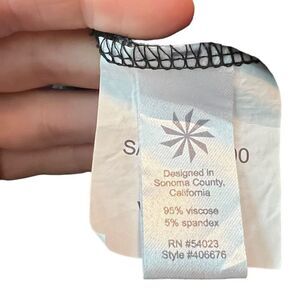 Designed in
Sonoma County,
California
95% viscose
5% spandex
RN #54023
Style #406676